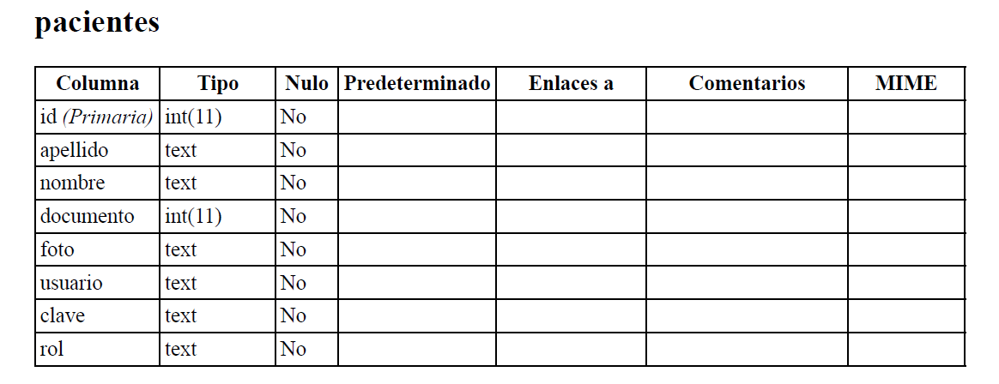 pacientes
Columna Tipo Nulo Predeterminado Enlaces a Comentarios MIME
id (Primaria) int(11) No
apellido text No
nombre text No
documento int(11) No
foto text No
usuario text No
clave text No
rol text No